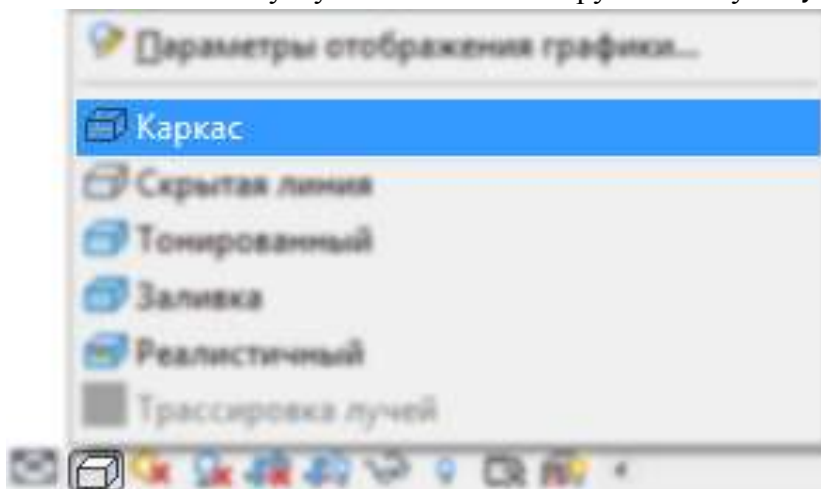 Параметры отображения графики...
Каркас
Скрытая линия
Тонированный
Заливка
Реалистичный
Трассировка лучей